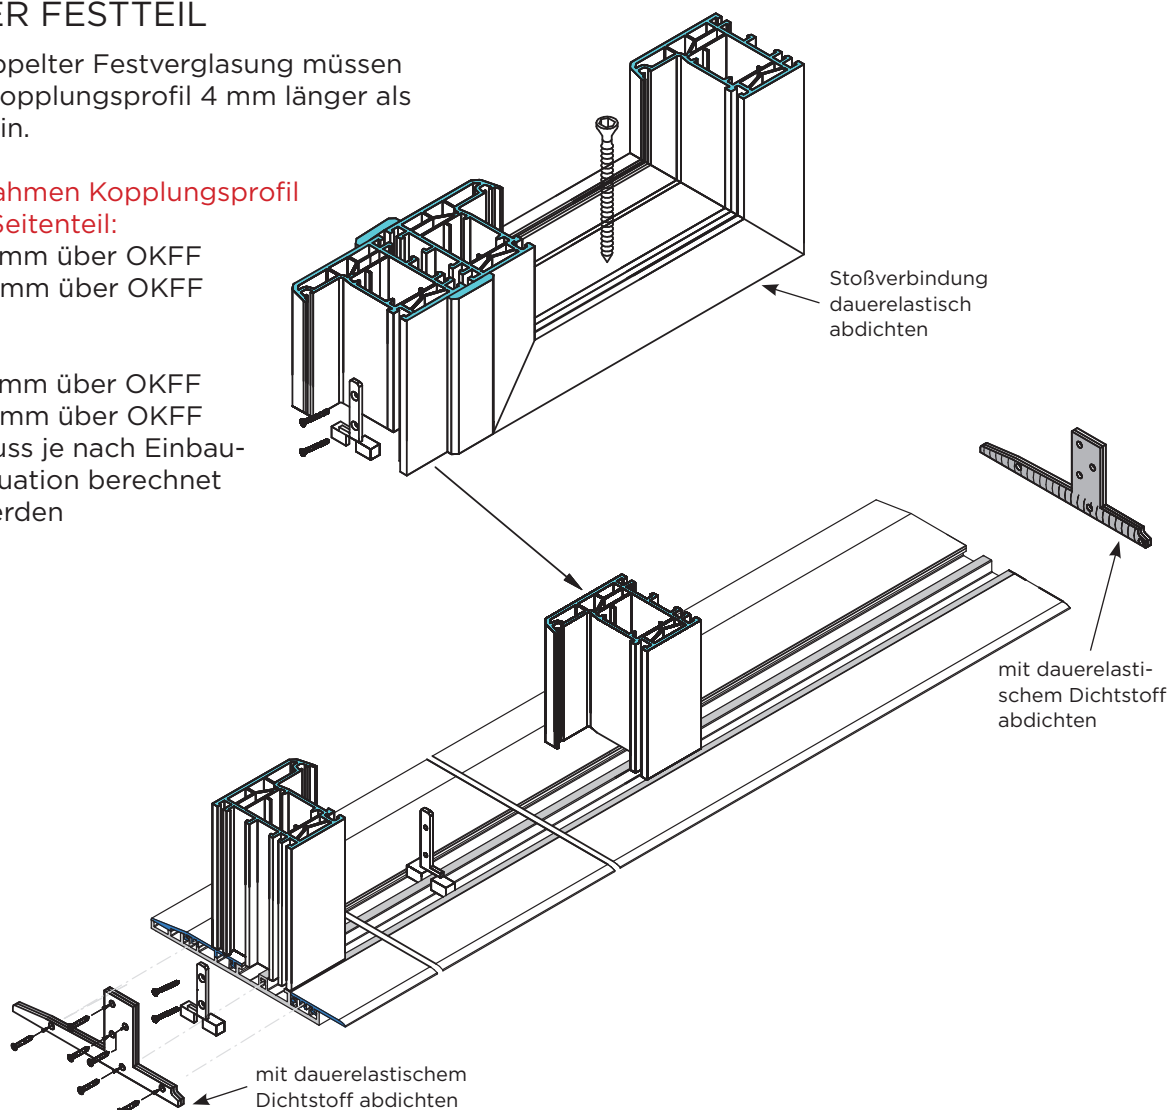 ER FESTTEIL
ppelter Festverglasung müssen
opplungsprofil 4 mm länger als
in.
ahmen Kopplungsprofil
Seitenteil:
mm über OKFF
mm über OKFF
mm über OKFF
mm über OKFF
uss je nach Einbau-
uation berechnet
erden
Stoßverbindung
dauerelastisch
abdichten
mit dauerelasti-
schem Dichtstoff
abdichten
mit dauerelastischem
Dichtstoff abdichten